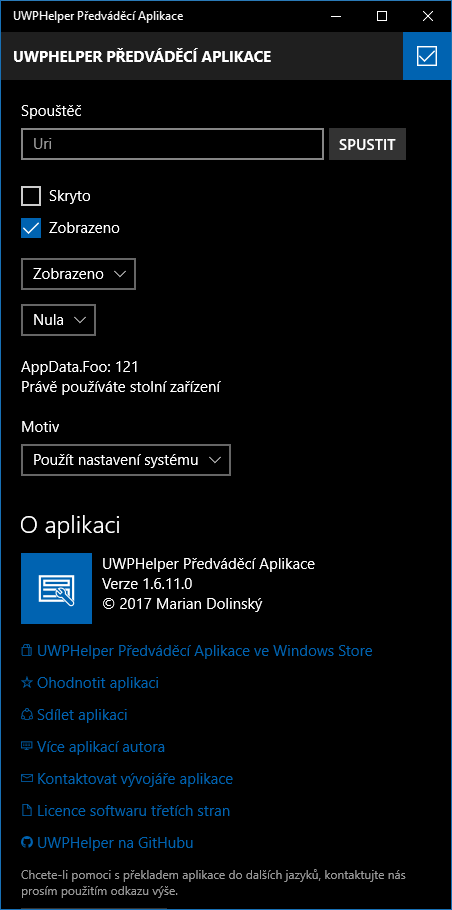 UWPHelper Předváděcí Aplikace
UWPHELPER PŘEDVÁDĚCÍ APLIKACE
Spouštěč
Uri
SPUSTIT
Skryto
Zobrazeno
Zobrazeno
Nula
AppData.Foo: 121
Právě používáte stolní zařízení
Motiv
Použít nastavení systému
O aplikaci
UWPHelper Předváděcí Aplikace
Verze 1.6.11.0
© 2017 Marian Dolinský
UWPHelper Předváděcí Aplikace ve Windows Store
Ohodnotit aplikaci
Sdílet aplikaci
Více aplikací autora
Kontaktovat vývojáře aplikace
Licence softwaru třetích stran
UWPHelper na GitHubu
Chcete-li pomoci s překladem aplikace do dalších jazyků, kontaktujte nás
prosím použitím odkazu výše.